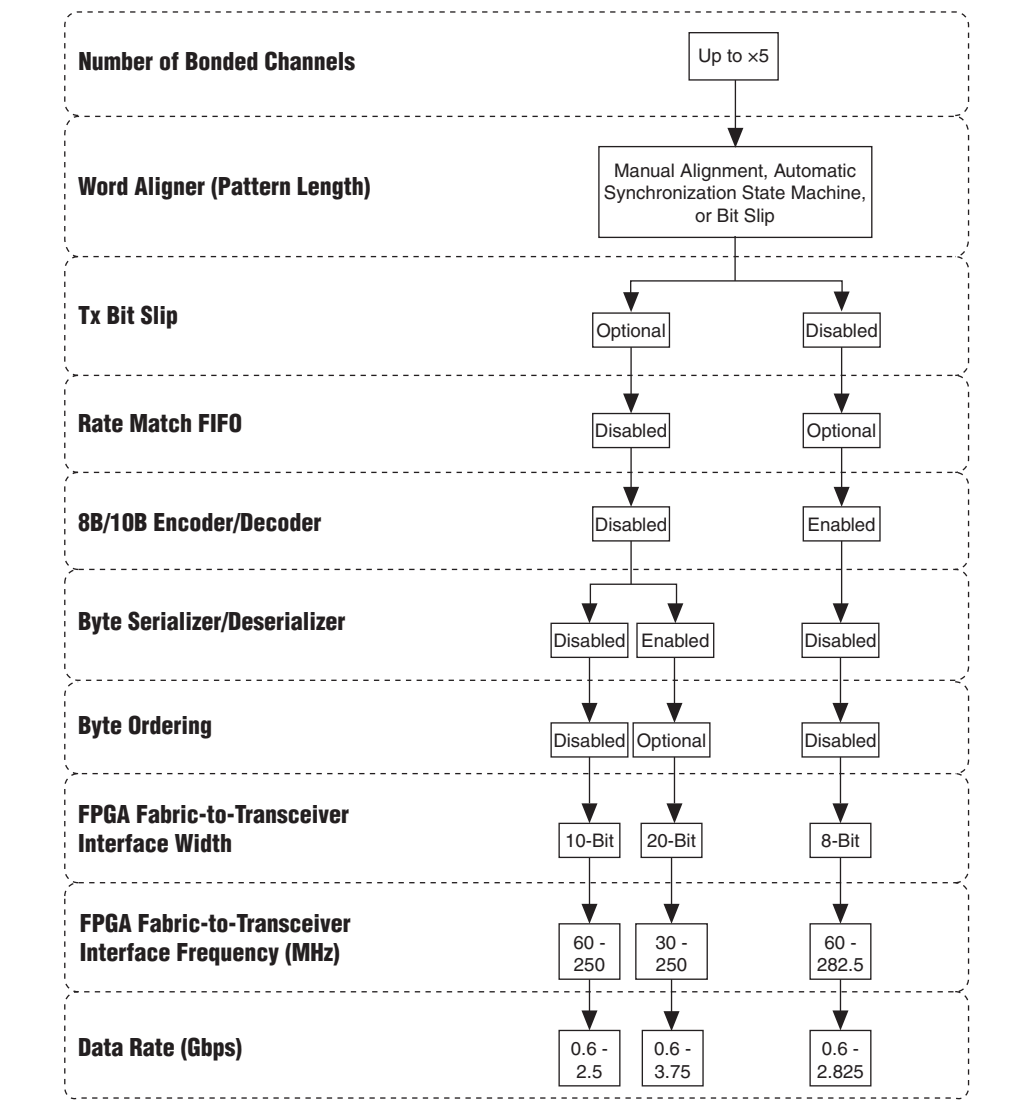 Number of Bonded Channels
Up to ×5
Word Aligner (Pattern Length)
Manual Alignment, Automatic
Synchronization State Machine,
or Bit Slip
Tx Bit Slip
Optional
Disabled
Rate Match FIFO
Disabled
Optional
8B/10B Encoder/Decoder
Disabled
Enabled
Byte Serializer/Deserializer
Disabled
Enabled
Disabled
Byte Ordering
Disabled
Optional
Disabled
FPGA Fabric-to-Transceiver
Interface Width
10-Bit
20-Bit
8-Bit
FPGA Fabric-to-Transceiver
Interface Frequency (MHz)
60 -
250
30 -
250
60 -
282.5
Data Rate (Gbps)
0.6 -
2.5
0.6 -
3.75
0.6 -
2.825